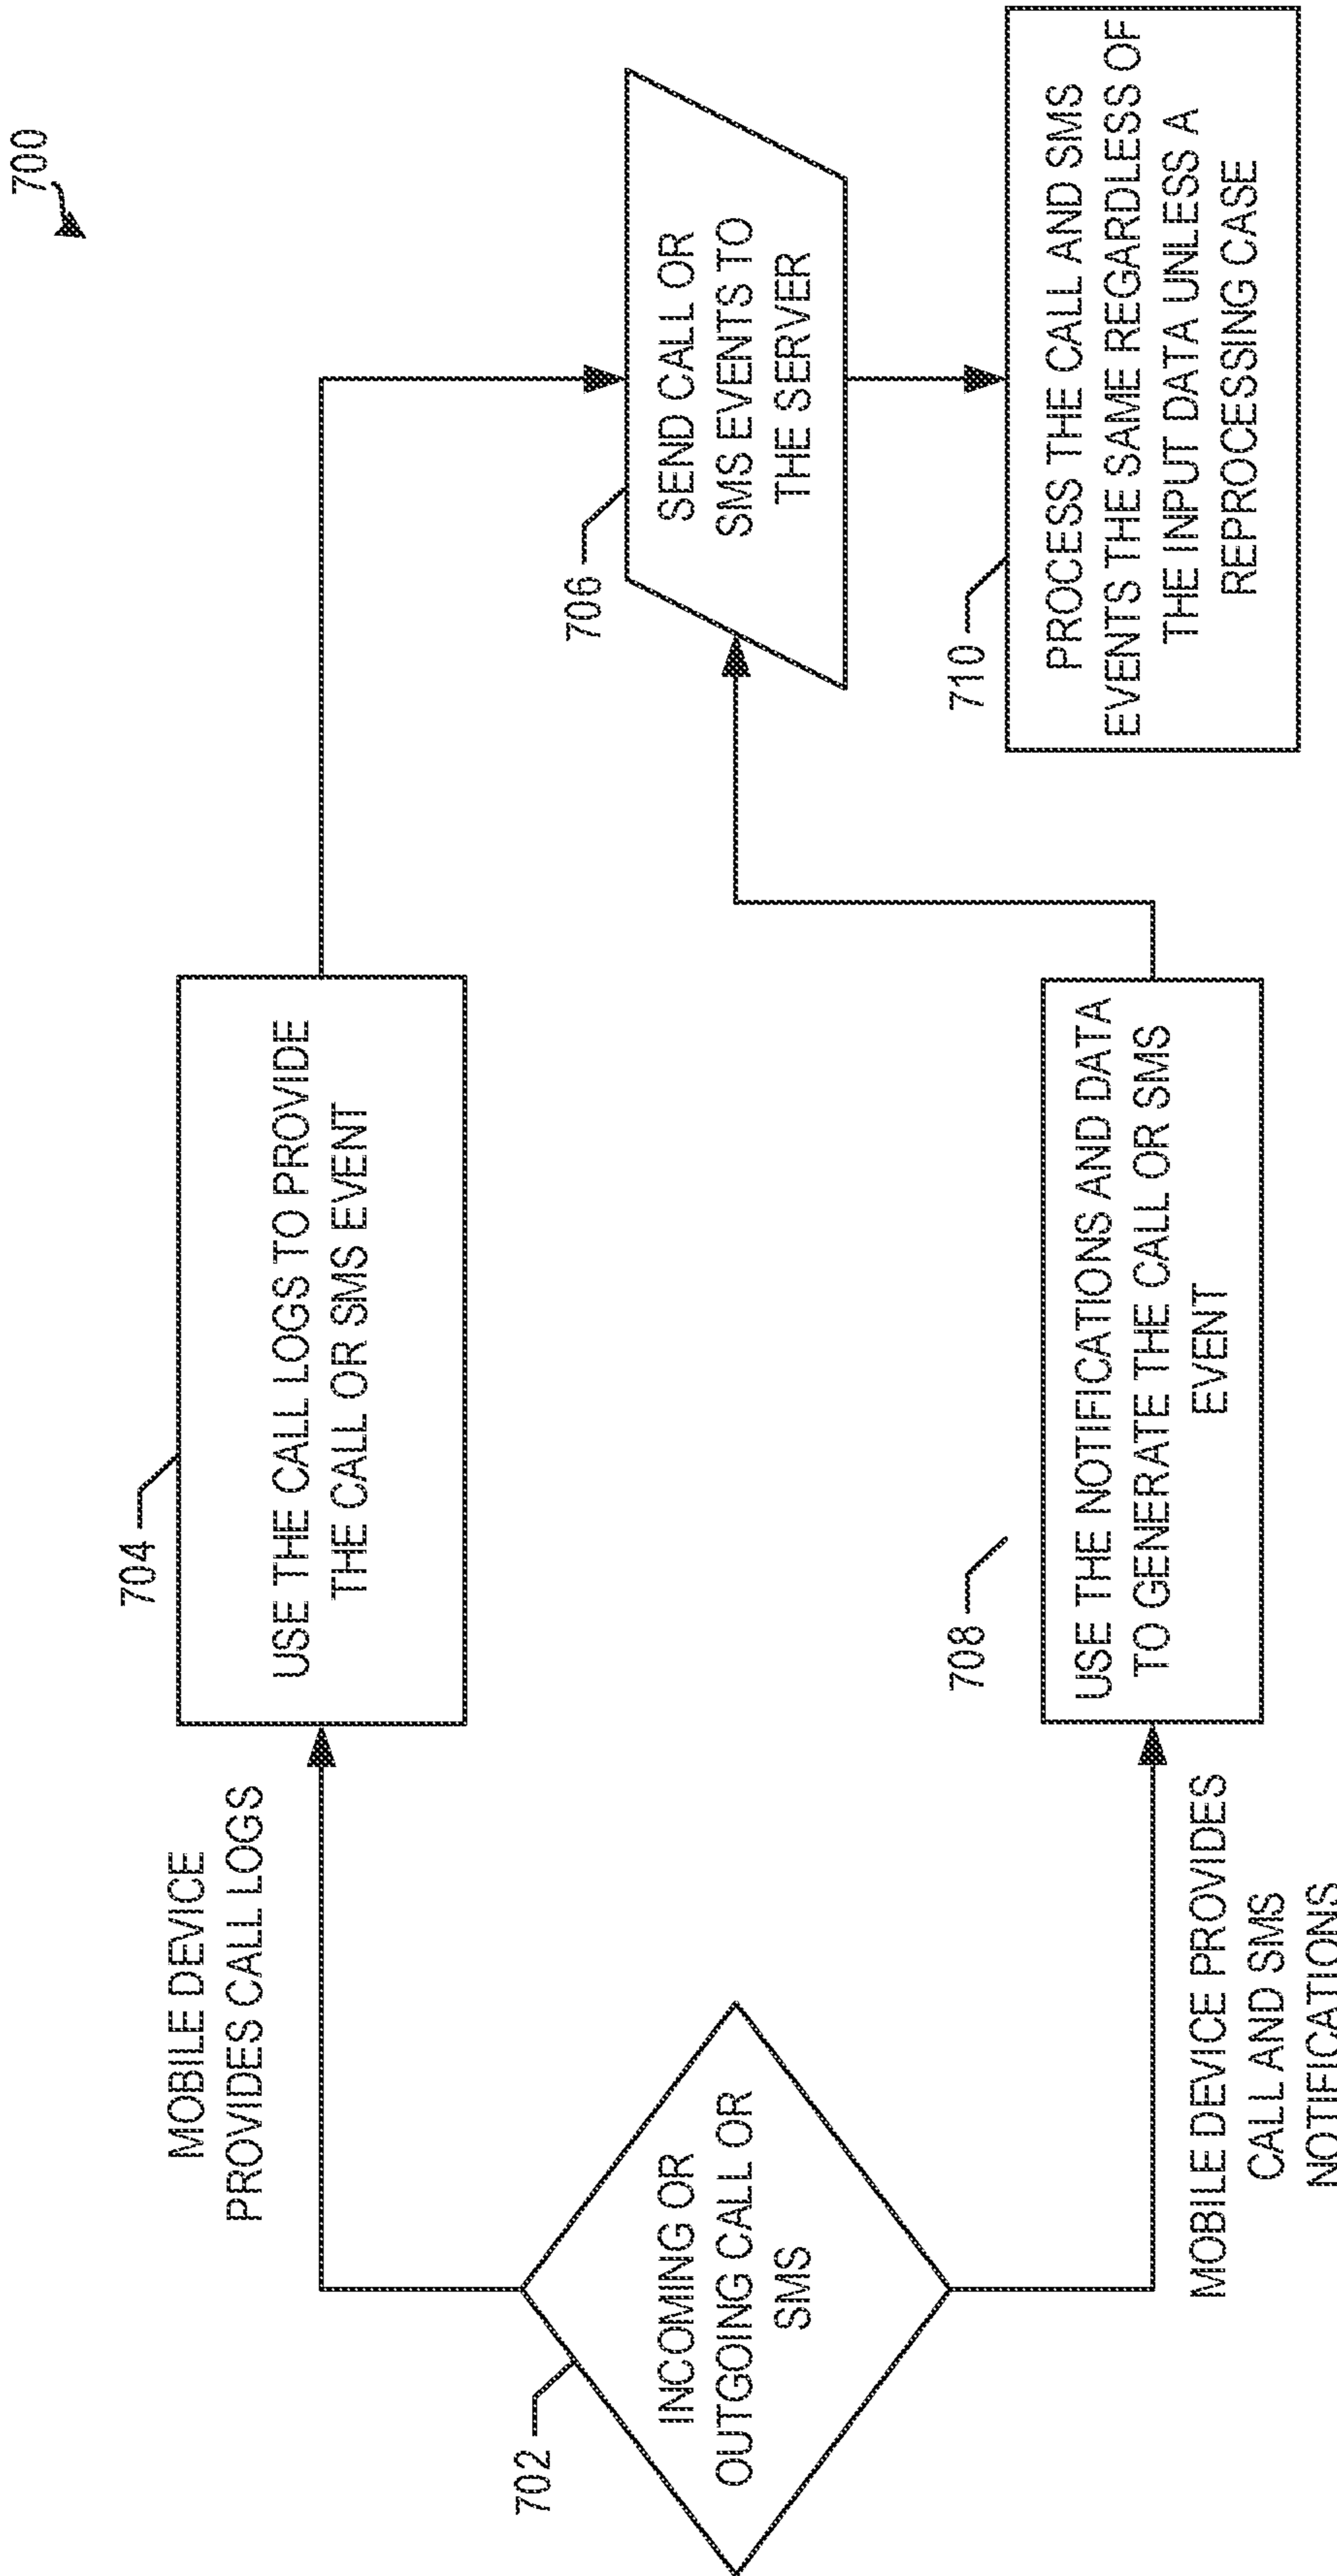 700
MOBILE DEVICE
PROVIDES CALL LOGS
704
USE THE CALL LOGS TO PROVIDE
THE CALL OR SMS EVENT
702
INCOMING OR
OUTGOING CALL OR
SMS
706
SEND CALL OR
SMS EVENTS TO
THE SERVER
MOBILE DEVICE PROVIDES
CALL AND SMS
NOTIFICATIONS
708
USE THE NOTIFICATIONS AND DATA
TO GENERATE THE CALL OR SMS
EVENT
710
PROCESS THE CALL AND SMS
EVENTS THE SAME REGARDLESS OF
THE INPUT DATA UNLESS A
REPROCESSING CASE